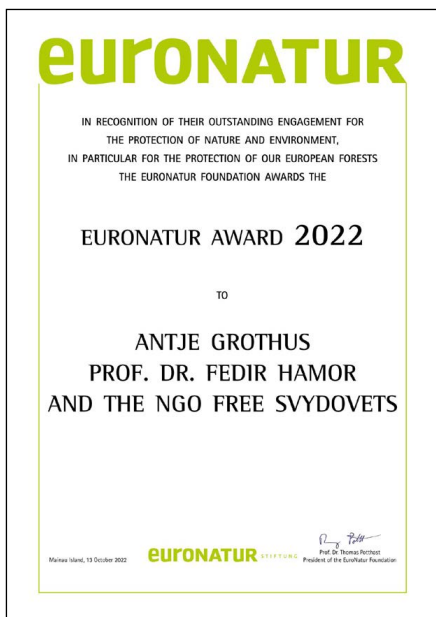 euroNATUR
IN RECOGNITION OF THEIR OUTSTANDING ENGAGEMENT FOR
THE PROTECTION OF NATURE AND ENVIRONMENT,
IN PARTICULAR FOR THE PROTECTION OF OUR EUROPEAN FORESTS
THE EURONATUR FOUNDATION AWARDS THE
EURONATUR AWARD 2022
TO
ANTJE GROTHUS
PROF. DR. FEDIR HAMOR
AND THE NGO FREE SVYDOVETS
Mainau Island, 13 October 2022
euroNATUR STIFTUNG
Prof. Dr. Thomas Potthast
President of the EuroNatur Foundation